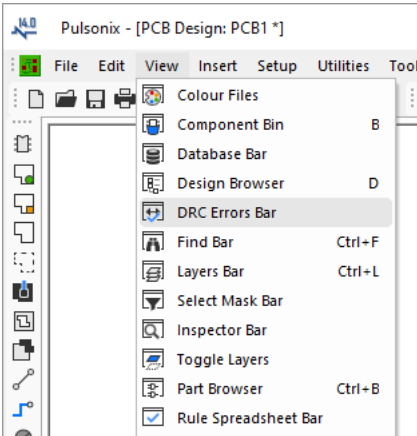 14.0 Pulsonix - [PCB Design: PCB1 *]
File Edit View Insert Setup Utilities Tool
Colour Files
Component Bin B
Database Bar
Design Browser D
DRC Errors Bar
Find Bar Ctrl+F
Layers Bar Ctrl+L
Select Mask Bar
Inspector Bar
Toggle Layers
Part Browser Ctrl+B
Rule Spreadsheet Bar